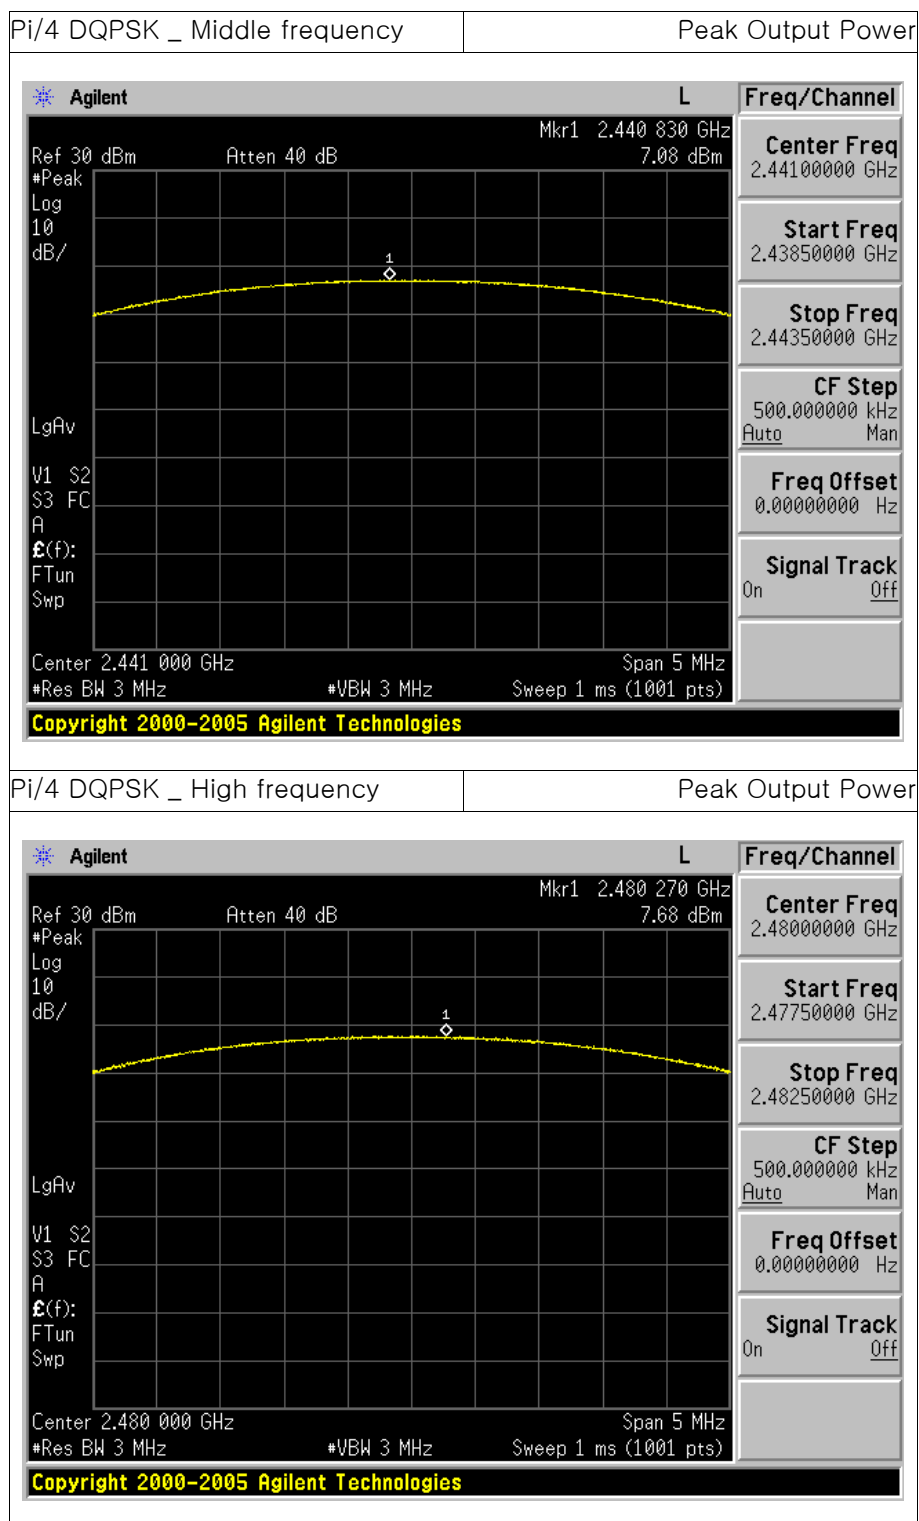 Pi/4 DQPSK _ Middle frequency Peak Output Power
Agilent L Freq/Channel
Mkr1 2.440 830 GHz
Ref 30 dBm Atten 40 dB 7.08 dBm
#Peak
Log
10
dB/
1
LgAv
V1 S2
S3 FC
A
£(f):
FTun
Swp
Center 2.441 000 GHz Span 5 MHz
#Res BW 3 MHz #VBW 3 MHz Sweep 1 ms (1001 pts)
Copyright 2000-2005 Agilent Technologies
Center Freq
2.44100000 GHz
Start Freq
2.43850000 GHz
Stop Freq
2.44350000 GHz
CF Step
500.000000 kHz
Auto Man
Freq Offset
0.00000000 Hz
Signal Track
On Off
Pi/4 DQPSK _ High frequency Peak Output Power
Agilent L Freq/Channel
Mkr1 2.480 270 GHz
Ref 30 dBm Atten 40 dB 7.68 dBm
#Peak
Log
10
dB/
1
LgAv
V1 S2
S3 FC
A
£(f):
FTun
Swp
Center 2.480 000 GHz Span 5 MHz
#Res BW 3 MHz #VBW 3 MHz Sweep 1 ms (1001 pts)
Copyright 2000-2005 Agilent Technologies
Center Freq
2.48000000 GHz
Start Freq
2.47750000 GHz
Stop Freq
2.48250000 GHz
CF Step
500.000000 kHz
Auto Man
Freq Offset
0.00000000 Hz
Signal Track
On Off